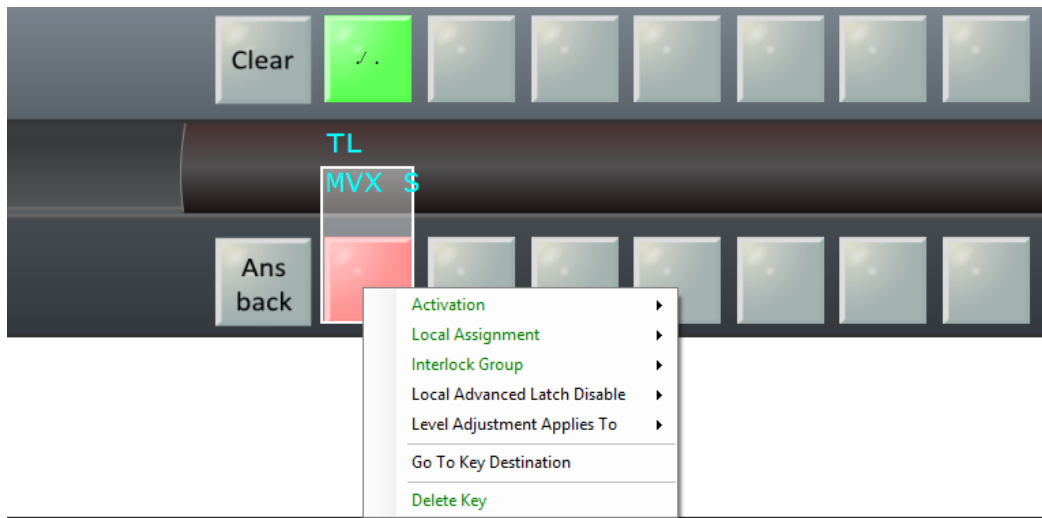 Clear
✓.
TL
MVX S
Ans
back
Activation
Local Assignment
Interlock Group
Local Advanced Latch Disable
Level Adjustment Applies To
Go To Key Destination
Delete Key